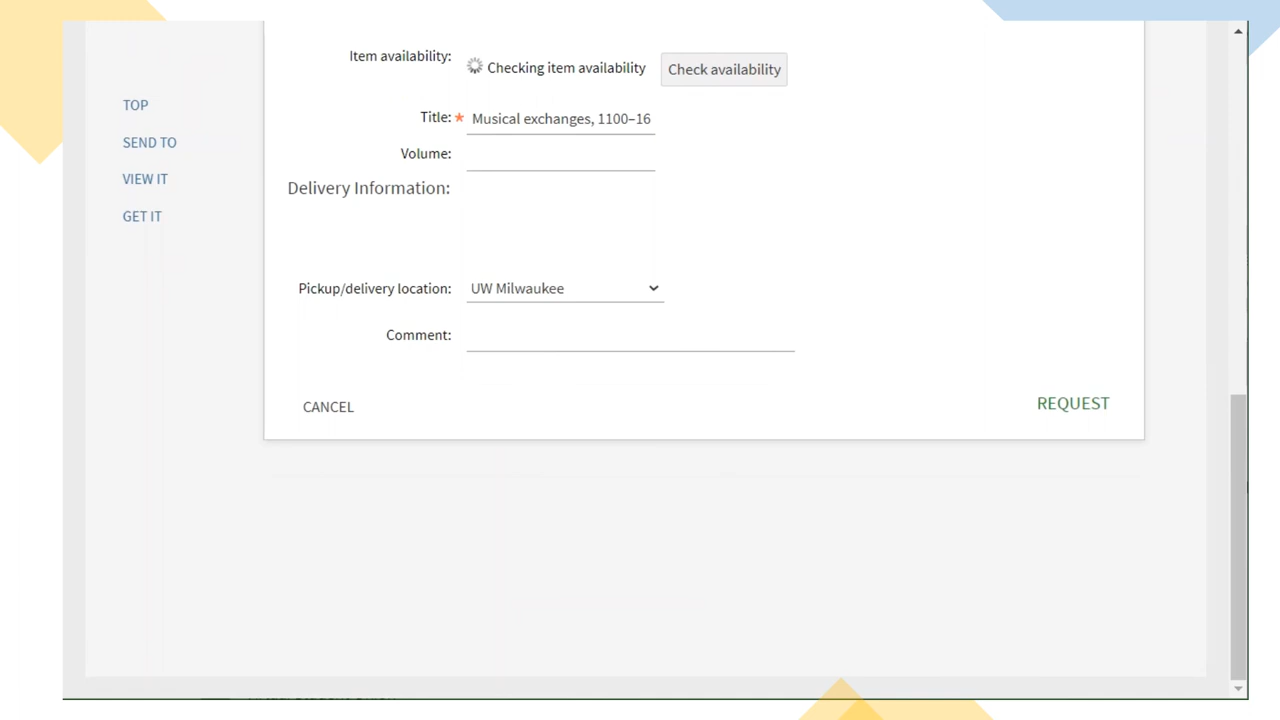 Item availability:
Checking item availability
Check availability
TOP
Title: * Musical exchanges, 1100–16
SEND TO
Volume:
VIEW IT
Delivery Information:
GET IT
Pickup/delivery location: UW Milwaukee
Comment:
CANCEL
REQUEST